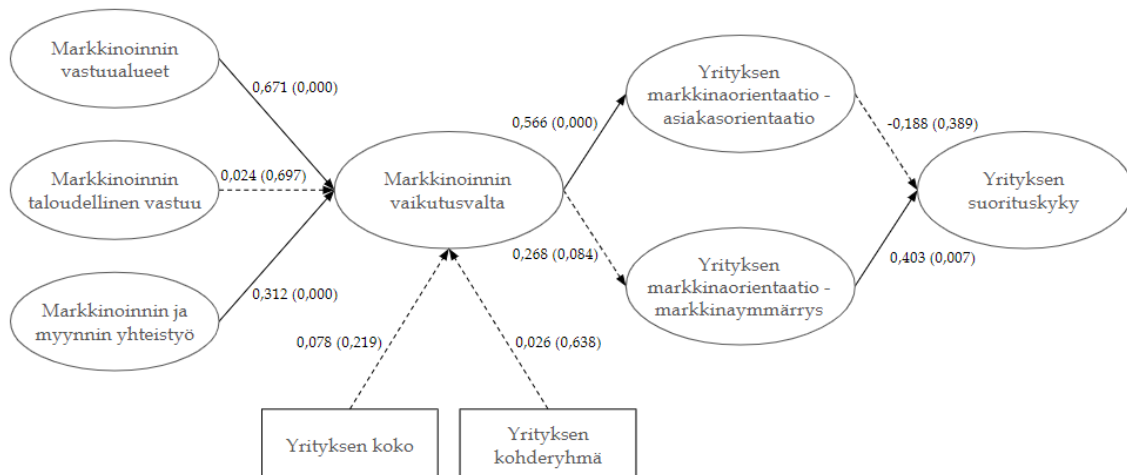 Markkinoinnin
vastuualueet
0,671 (0,000)
Markkinoinnin
taloudellinen vastuu
0,024 (0,697)
Markkinoinnin ja
myynnin yhteistyö
0,312 (0,000)
Markkinoinnin
vaikutusvalta
0,078 (0,219)
0,026 (0,638)
Yrityksen koko
Yrityksen
kohderyhmä
0,566 (0,000)
0,268 (0,084)
Yrityksen
markkinaorientaatio -
asiakasorientaatio
Yrityksen
markkinaorientaatio -
markkinaymmärrys
-0,188 (0,389)
0,403 (0,007)
Yrityksen
suorituskyky